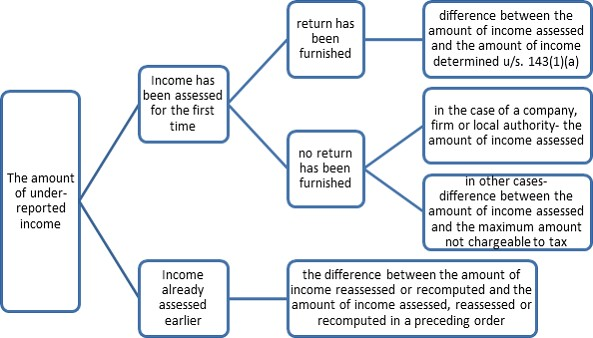 The amount
of under-
reported
income
Income has
been assessed
for the first
time
return has
been
furnished
difference between the
amount of income assessed
and the amount of income
determined u/s. 143(1)(a)
no return
has been
furnished
in the case of a company,
firm or local authority- the
amount of income assessed
in other cases-
difference between the
amount of income assessed
and the maximum amount
not chargeable to tax
Income
already
assessed
earlier
the difference between the amount of
income reassessed or recomputed and the
amount of income assessed, reassessed or
recomputed in a preceding order